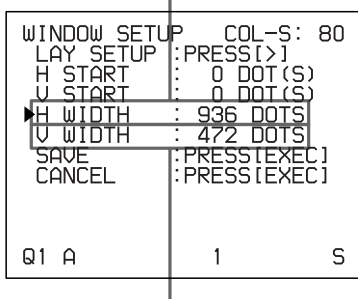 WINDOW SETUP COL-S: 80
LAY SETUP :PRESS[>]
H START : 0 DOT(S)
V START : 0 DOT(S)
▶H WIDTH : 936 DOTS
V WIDTH : 472 DOTS
SAVE :PRESS[EXEC]
CANCEL :PRESS[EXEC]
Q1 A 1 S